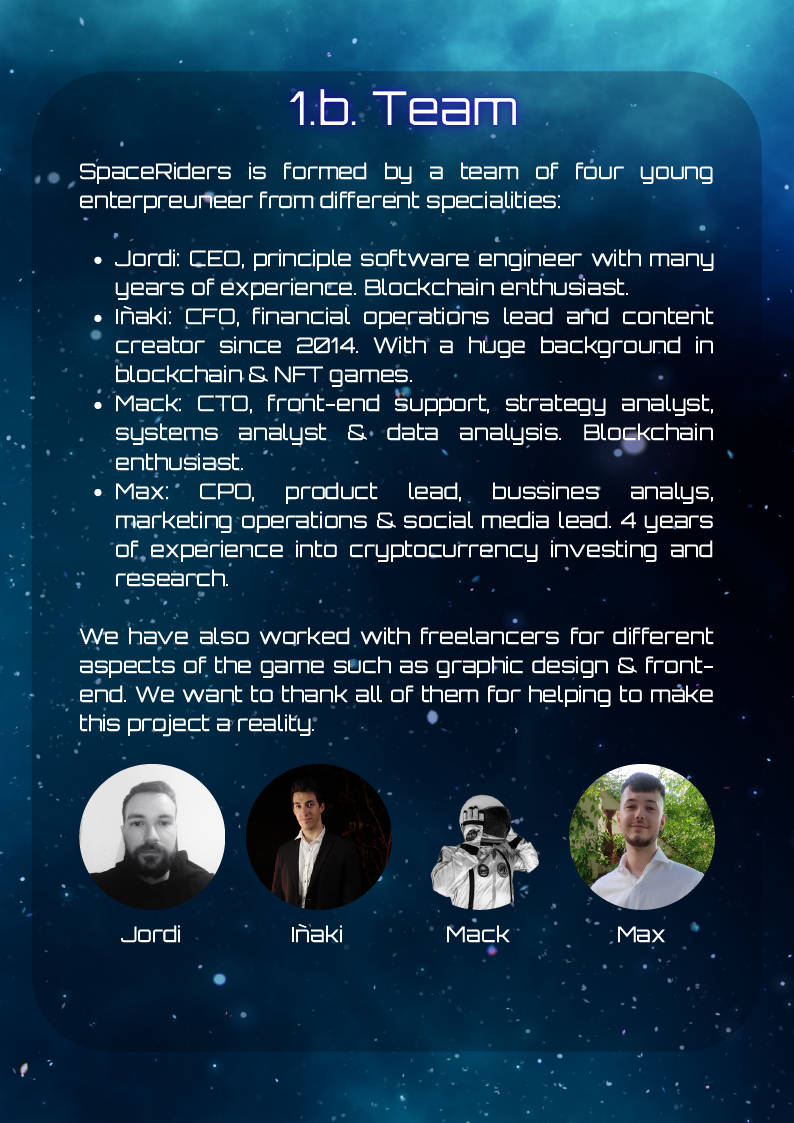 1.b. Team
SpaceRiders is formed by a team of four young
enterpreuneer from different specialities:
• Jordi: CEO, principle software engineer with many
years of experience. Blockchain enthusiast.
• Iñaki: CFO, financial operations lead and content
creator since 2014. With a huge background in
blockchain & NFT games.
• Mack: CTO, front-end support, strategy analyst,
systems analyst & data analysis. Blockchain
enthusiast.
• Max: CPO, product lead, bussines analys,
marketing operations & social media lead. 4 years
of experience into cryptocurrency investing and
research.
We have also worked with freelancers for different
aspects of the game such as graphic design & front-
end. We want to thank all of them for helping to make
this project a reality.
Jordi Iñaki Mack Max